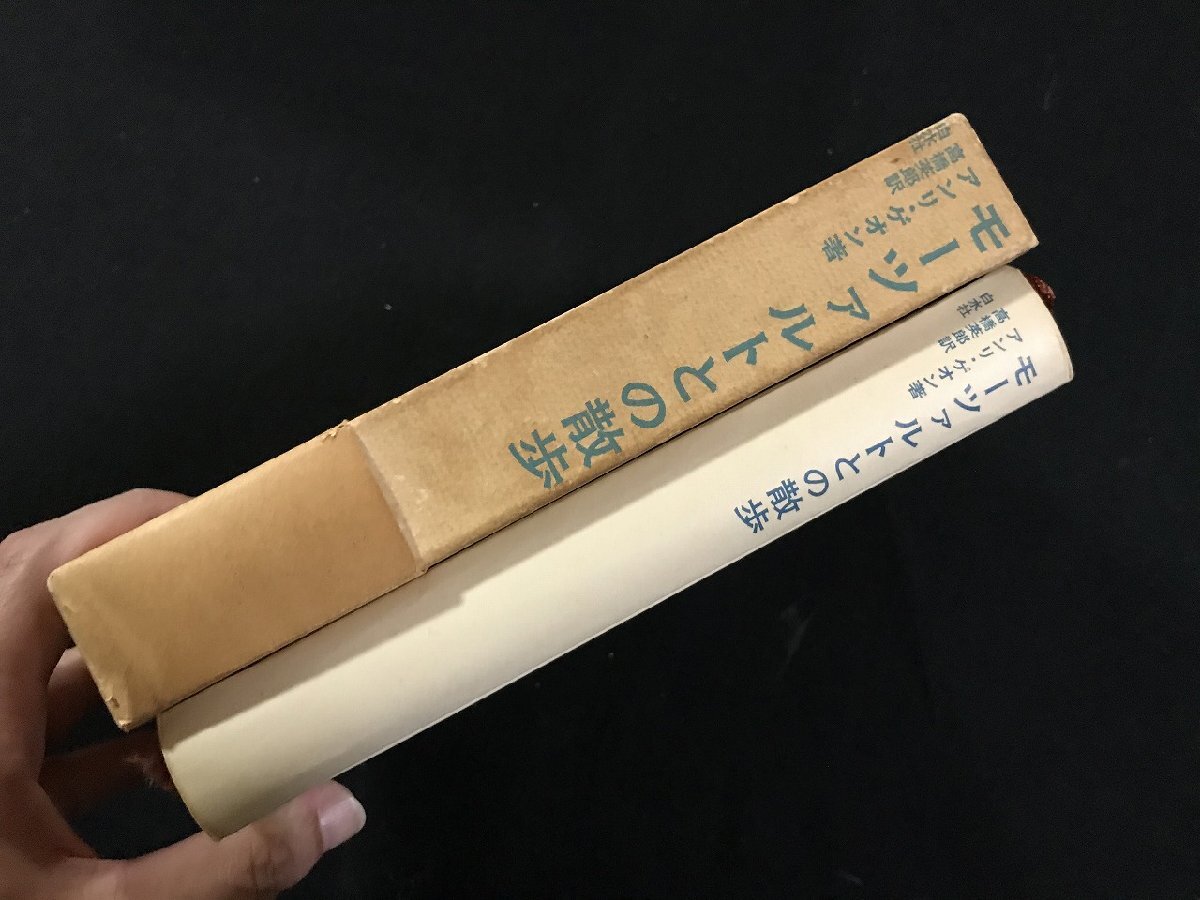 モーツァルトとの散歩
アンリ・ゲオン著
高橋英郎訳
白水社
モーツァルトとの散歩
アンリ・ゲオン著
高橋英郎訳
白水社